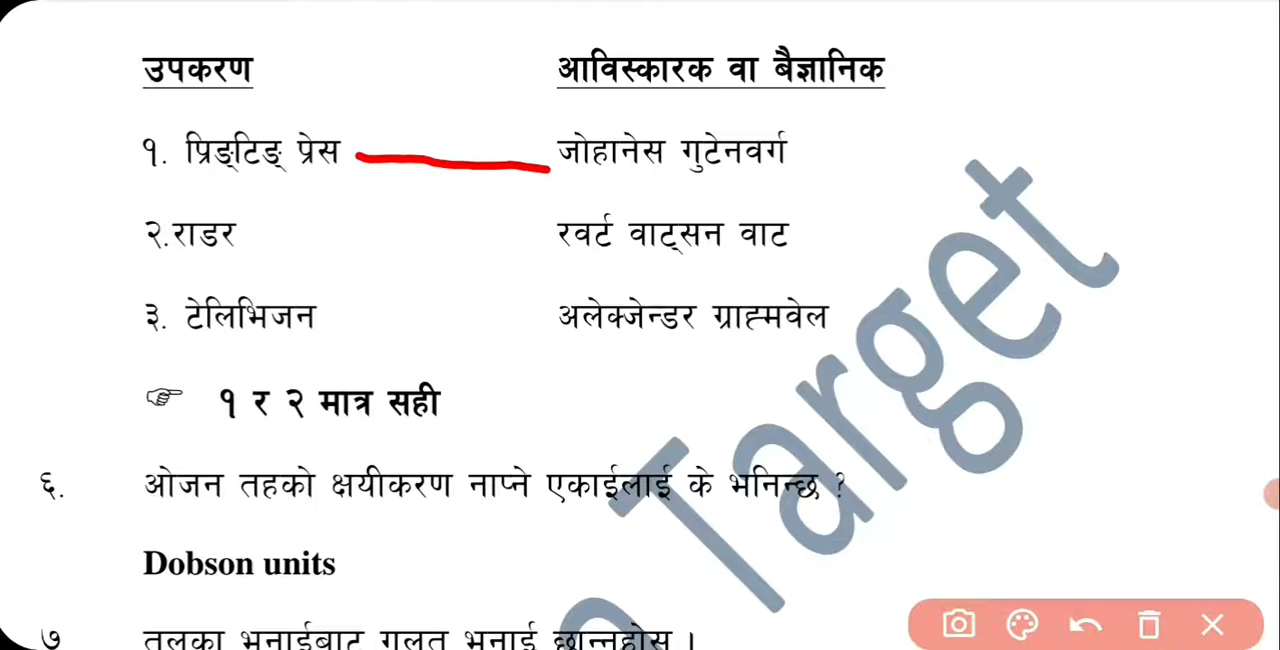 उपकरण आविस्कारक वा बैज्ञानिक
१. प्रिङ्टिङ् प्रेस जोहानेस गुटेनवर्ग
२.राडर रवर्ट वाट्सन वाट
३. टेलिभिजन अलेक्जेन्डर ग्राह्मवेल
☞ १ र २ मात्र सही
६. ओजन तहको क्षयीकरण नाप्ने एकाईलाई के भनिन्छ ?
Dobson units
७ तलका भनाईबाट गलत भनाई छान्नुहोस् ।
Target